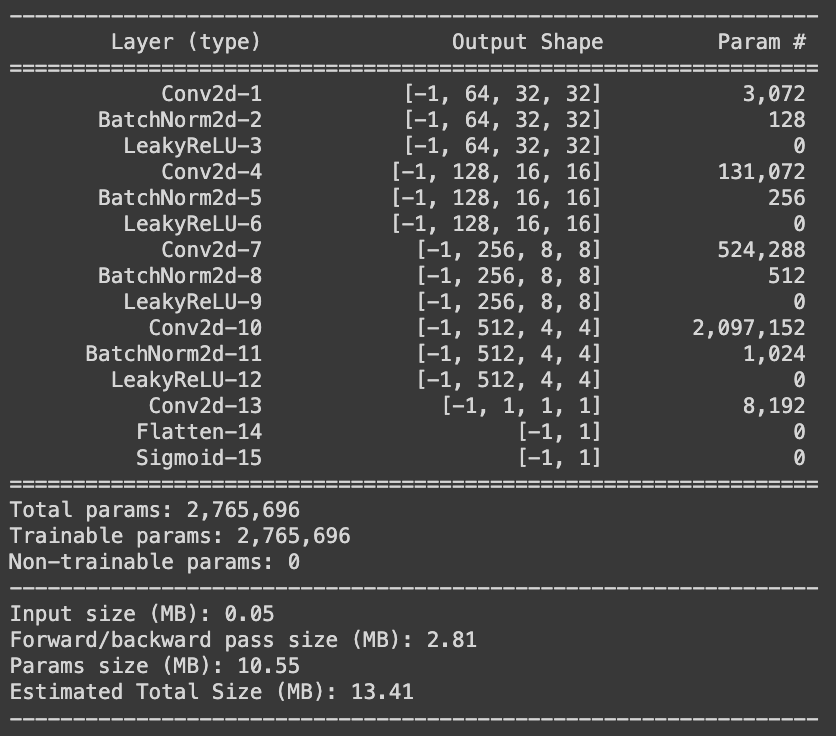 ----------------------------------------------------------------
Layer (type) Output Shape Param #
================================================================
Conv2d-1 [-1, 64, 32, 32] 3,072
BatchNorm2d-2 [-1, 64, 32, 32] 128
LeakyReLU-3 [-1, 64, 32, 32] 0
Conv2d-4 [-1, 128, 16, 16] 131,072
BatchNorm2d-5 [-1, 128, 16, 16] 256
LeakyReLU-6 [-1, 128, 16, 16] 0
Conv2d-7 [-1, 256, 8, 8] 524,288
BatchNorm2d-8 [-1, 256, 8, 8] 512
LeakyReLU-9 [-1, 256, 8, 8] 0
Conv2d-10 [-1, 512, 4, 4] 2,097,152
BatchNorm2d-11 [-1, 512, 4, 4] 1,024
LeakyReLU-12 [-1, 512, 4, 4] 0
Conv2d-13 [-1, 1, 1, 1] 8,192
Flatten-14 [-1, 1] 0
Sigmoid-15 [-1, 1] 0
================================================================
Total params: 2,765,696
Trainable params: 2,765,696
Non-trainable params: 0
----------------------------------------------------------------
Input size (MB): 0.05
Forward/backward pass size (MB): 2.81
Params size (MB): 10.55
Estimated Total Size (MB): 13.41
----------------------------------------------------------------